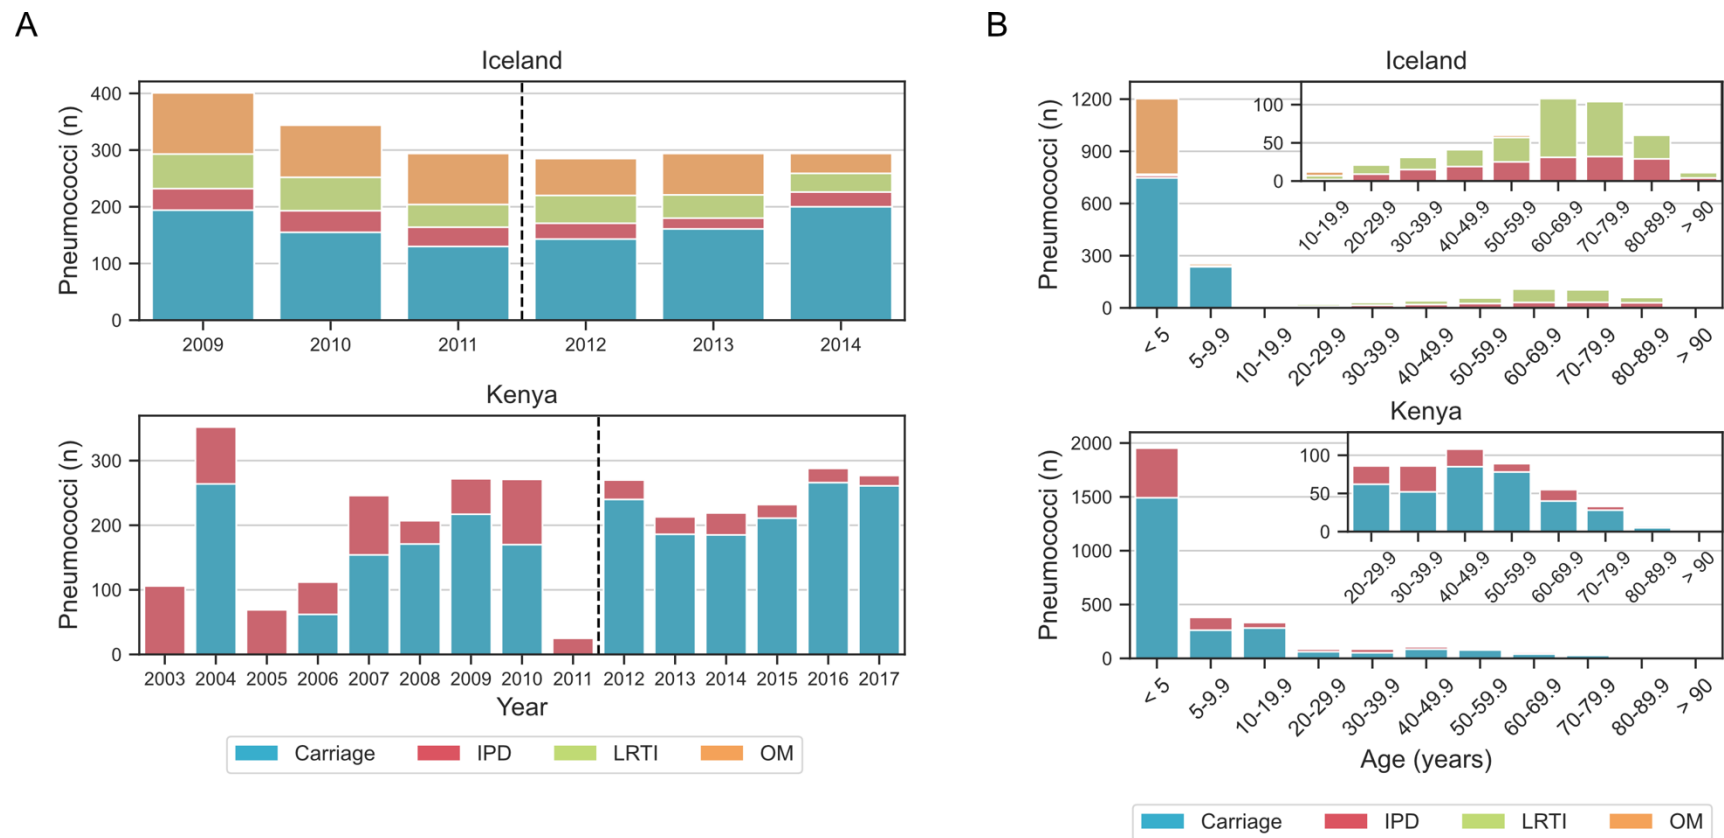 A
Iceland
Pneumococci (n)
400
300
200
100
0
2009 2010 2011 2012 2013 2014
Kenya
Pneumococci (n)
300
200
100
0
2003 2004 2005 2006 2007 2008 2009 2010 2011 2012 2013 2014 2015 2016 2017
Year
Carriage IPD LRTI OM
B
Iceland
Pneumococci (n)
1200
900
600
300
0
100
50
0
10-19.9 20-29.9 30-39.9 40-49.9 50-59.9 60-69.9 70-79.9 80-89.9 > 90
< 5 5-9.9 10-19.9 20-29.9 30-39.9 40-49.9 50-59.9 60-69.9 70-79.9 80-89.9 > 90
Kenya
Pneumococci (n)
2000
1500
1000
500
0
100
50
0
20-29.9 30-39.9 40-49.9 50-59.9 60-69.9 70-79.9 80-89.9 > 90
< 5 5-9.9 10-19.9 20-29.9 30-39.9 40-49.9 50-59.9 60-69.9 70-79.9 80-89.9 > 90
Age (years)
Carriage IPD LRTI OM